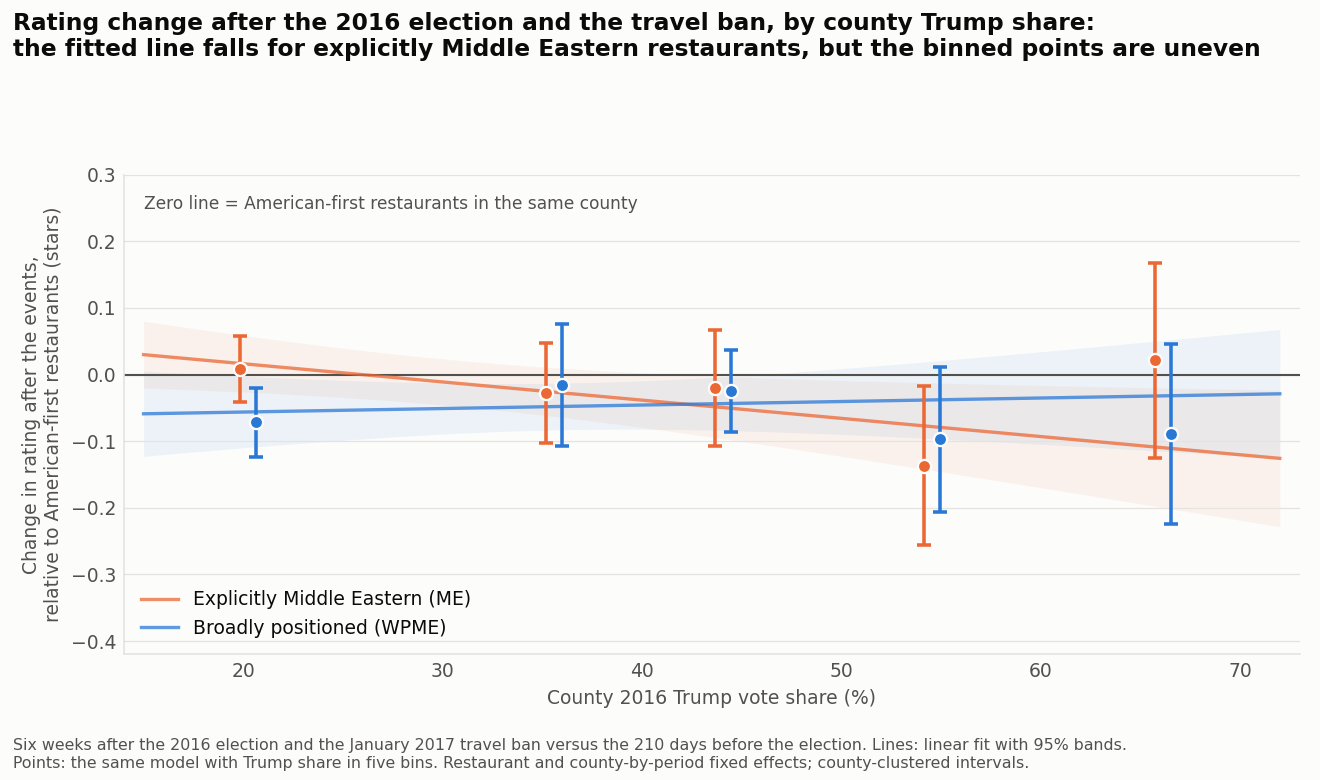 Rating change after the 2016 election and the travel ban, by county Trump share:
the fitted line falls for explicitly Middle Eastern restaurants, but the binned points are uneven
Change in rating after the events,
relative to American-first restaurants (stars)
0.3
0.2
0.1
0.0
−0.1
−0.2
−0.3
−0.4
Zero line = American-first restaurants in the same county
Explicitly Middle Eastern (ME)
Broadly positioned (WPME)
20 30 40 50 60 70
County 2016 Trump vote share (%)
Six weeks after the 2016 election and the January 2017 travel ban versus the 210 days before the election. Lines: linear fit with 95% bands.
Points: the same model with Trump share in five bins. Restaurant and county-by-period fixed effects; county-clustered intervals.